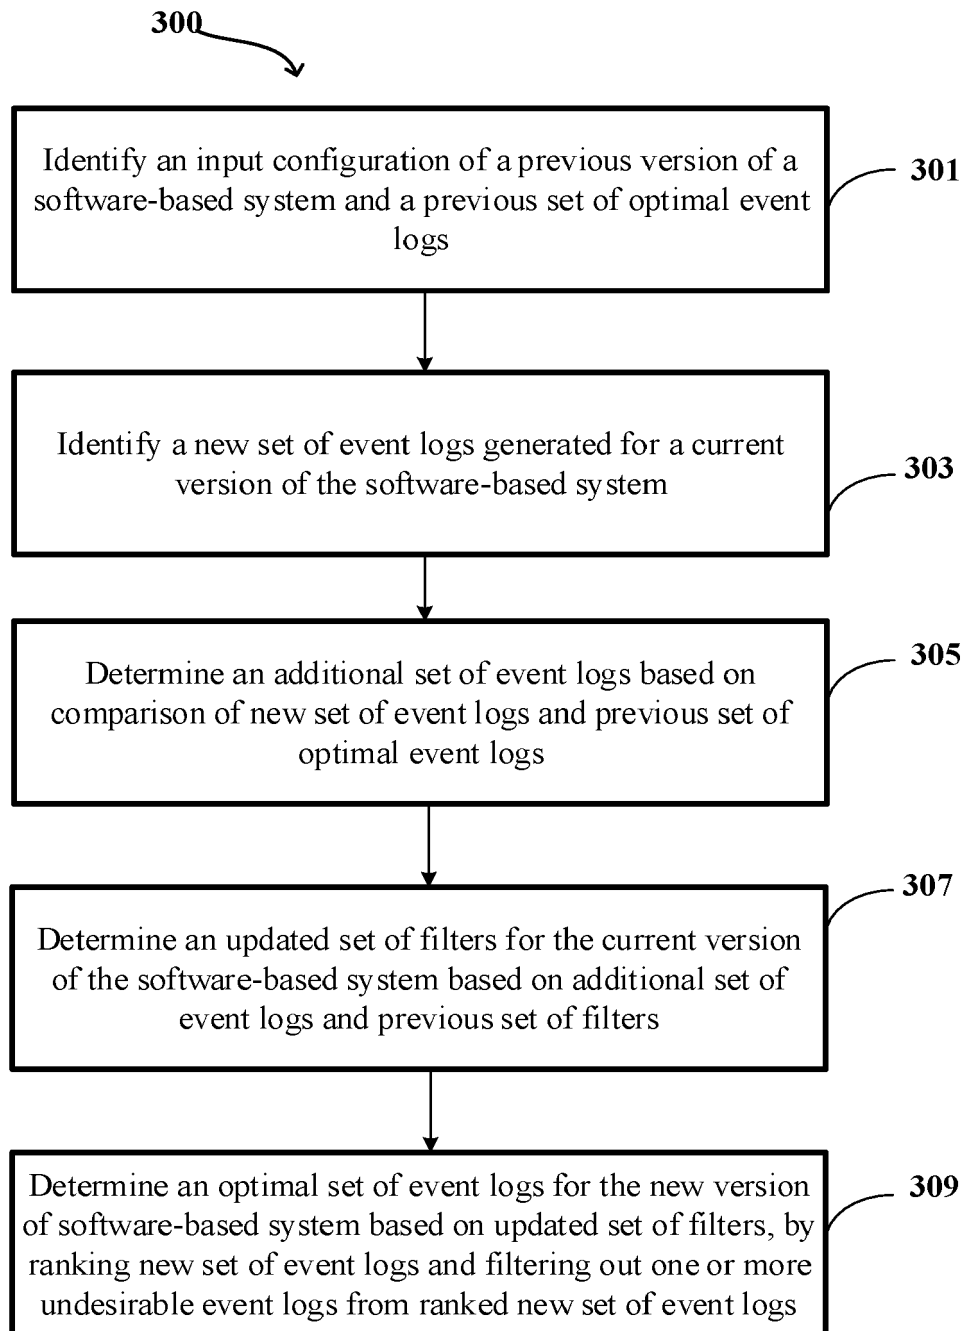 300
Identify an input configuration of a previous version of a
software-based system and a previous set of optimal event
logs
301
Identify a new set of event logs generated for a current
version of the software-based system
303
Determine an additional set of event logs based on
comparison of new set of event logs and previous set of
optimal event logs
305
Determine an updated set of filters for the current version
of the software-based system based on additional set of
event logs and previous set of filters
307
Determine an optimal set of event logs for the new version
of software-based system based on updated set of filters, by
ranking new set of event logs and filtering out one or more
undesirable event logs from ranked new set of event logs
309